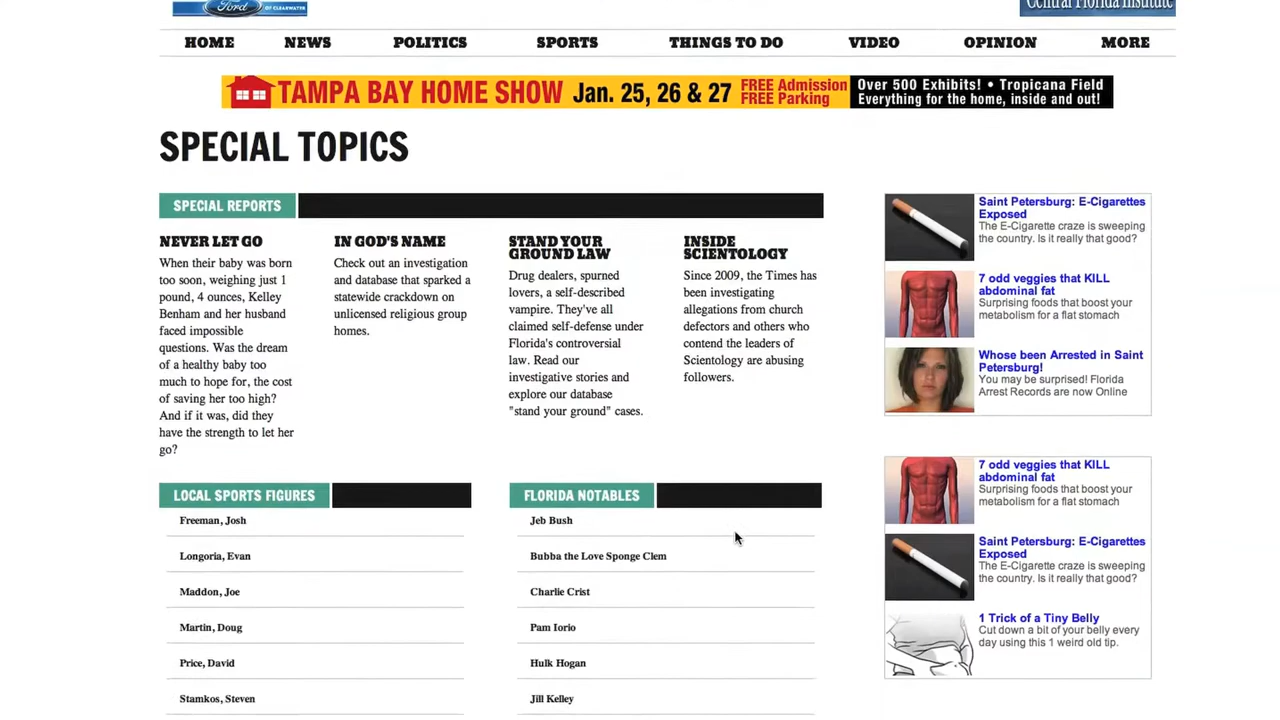 Ford OF CLEARWATER
Central Florida Institute
HOME NEWS POLITICS SPORTS THINGS TO DO VIDEO OPINION MORE
TAMPA BAY HOME SHOW Jan. 25, 26 & 27 FREE Admission FREE Parking
Over 500 Exhibits! • Tropicana Field
Everything for the home, inside and out!
SPECIAL TOPICS
SPECIAL REPORTS
NEVER LET GO
When their baby was born
too soon, weighing just 1
pound, 4 ounces, Kelley
Benham and her husband
faced impossible
questions. Was the dream
of a healthy baby too
much to hope for, the cost
of saving her too high?
And if it was, did they
have the strength to let her
go?
IN GOD'S NAME
Check out an investigation
and database that sparked a
statewide crackdown on
unlicensed religious group
homes.
STAND YOUR
GROUND LAW
Drug dealers, spurned
lovers, a self-described
vampire. They've all
claimed self-defense under
Florida's controversial
law. Read our
investigative stories and
explore our database
"stand your ground" cases.
INSIDE
SCIENTOLOGY
Since 2009, the Times has
been investigating
allegations from church
defectors and others who
contend the leaders of
Scientology are abusing
followers.
LOCAL SPORTS FIGURES
Freeman, Josh
Longoria, Evan
Maddon, Joe
Martin, Doug
Price, David
Stamkos, Steven
FLORIDA NOTABLES
Jeb Bush
Bubba the Love Sponge Clem
Charlie Crist
Pam Iorio
Hulk Hogan
Jill Kelley
Saint Petersburg: E-Cigarettes
Exposed
The E-Cigarette craze is sweeping
the country. Is it really that good?
7 odd veggies that KILL
abdominal fat
Surprising foods that boost your
metabolism for a flat stomach
Whose been Arrested in Saint
Petersburg!
You may be surprised! Florida
Arrest Records are now Online
7 odd veggies that KILL
abdominal fat
Surprising foods that boost your
metabolism for a flat stomach
Saint Petersburg: E-Cigarettes
Exposed
The E-Cigarette craze is sweeping
the country. Is it really that good?
1 Trick of a Tiny Belly
Cut down a bit of your belly every
day using this 1 weird old tip.